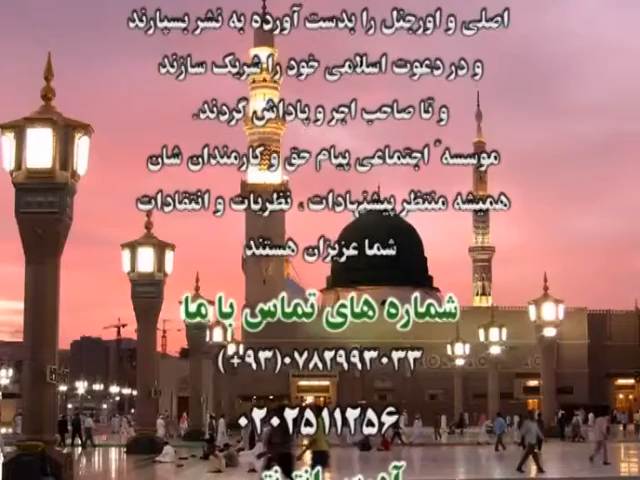 اصلی و اورجنل را بدست آورده به نشر بسپارند
و در دعوت اسلامی خود را شریک سازند
و تا صاحب اجر و پاداش گردند.
موسسهٔ اجتماعی پیام حق و کارمندان شان
همیشه منتظر پیشنهادات ، نظریات و انتقادات
شما عزیزان هستند
شماره های تماس با ما
(+۹۳)۰۷۸۲۹۹۳۰۳۳
۰۲۰۲۵۱۱۲۵۶